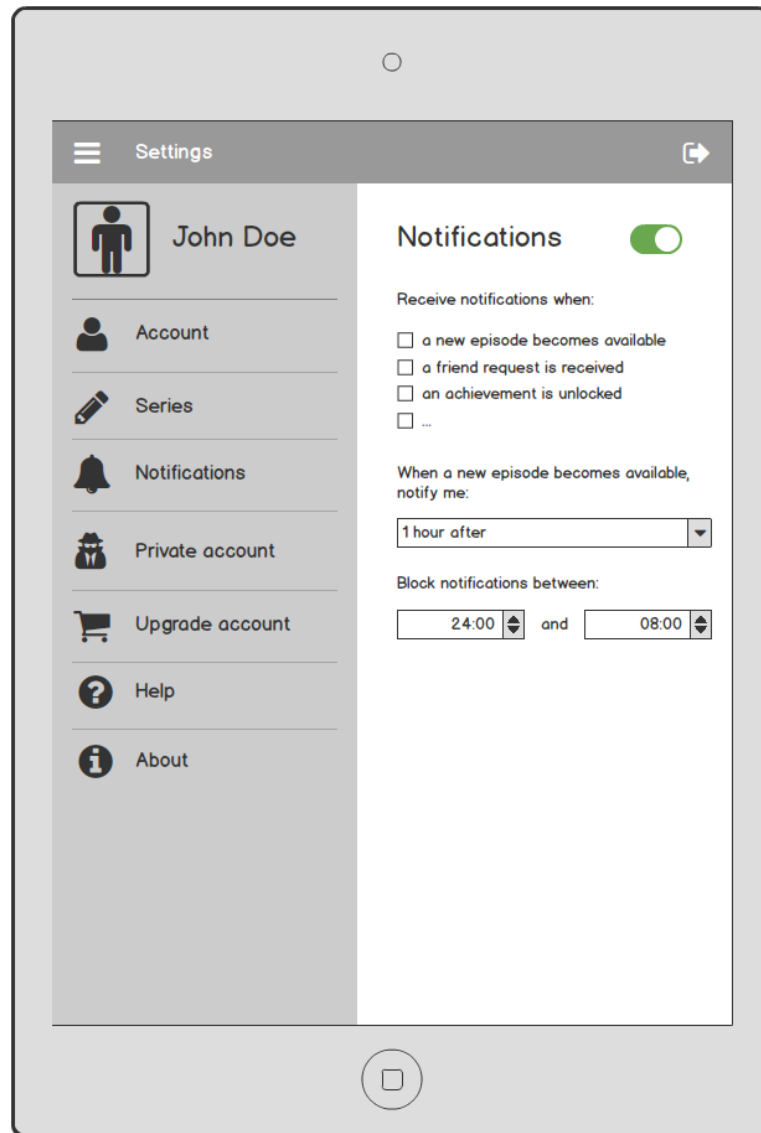 Settings
John Doe
Account
Series
Notifications
Private account
Upgrade account
Help
About
Notifications
Receive notifications when:
a new episode becomes available
a friend request is received
an achievement is unlocked
...
When a new episode becomes available,
notify me:
1 hour after
Block notifications between:
24:00 and 08:00